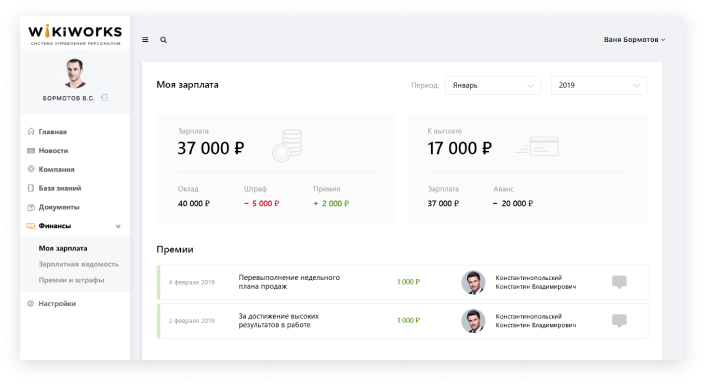 WIKIWORKS
СИСТЕМА УПРАВЛЕНИЯ ПЕРСОНАЛОМ
БОРМОТОВ В.С.
Главная
Новости
Компания
База знаний
Документы
Финансы
Моя зарплата
Зарплатная ведомость
Премии и штрафы
Настройки
Ваня Бормотов
Моя зарплата
Период: Январь 2019
Зарплата
37 000 ₽
Оклад Штраф Премия
40 000 ₽ − 5 000 ₽ + 2 000 ₽
К выплате
17 000 ₽
Зарплата Аванс
37 000 ₽ − 20 000 ₽
Премии
4 февраля 2019
Перевыполнение недельного
плана продаж
1 000 ₽
Константинопольский
Константин Владимирович
2 февраля 2019
За достижение высоких
результатов в работе
1 000 ₽
Константинопольский
Константин Владимирович